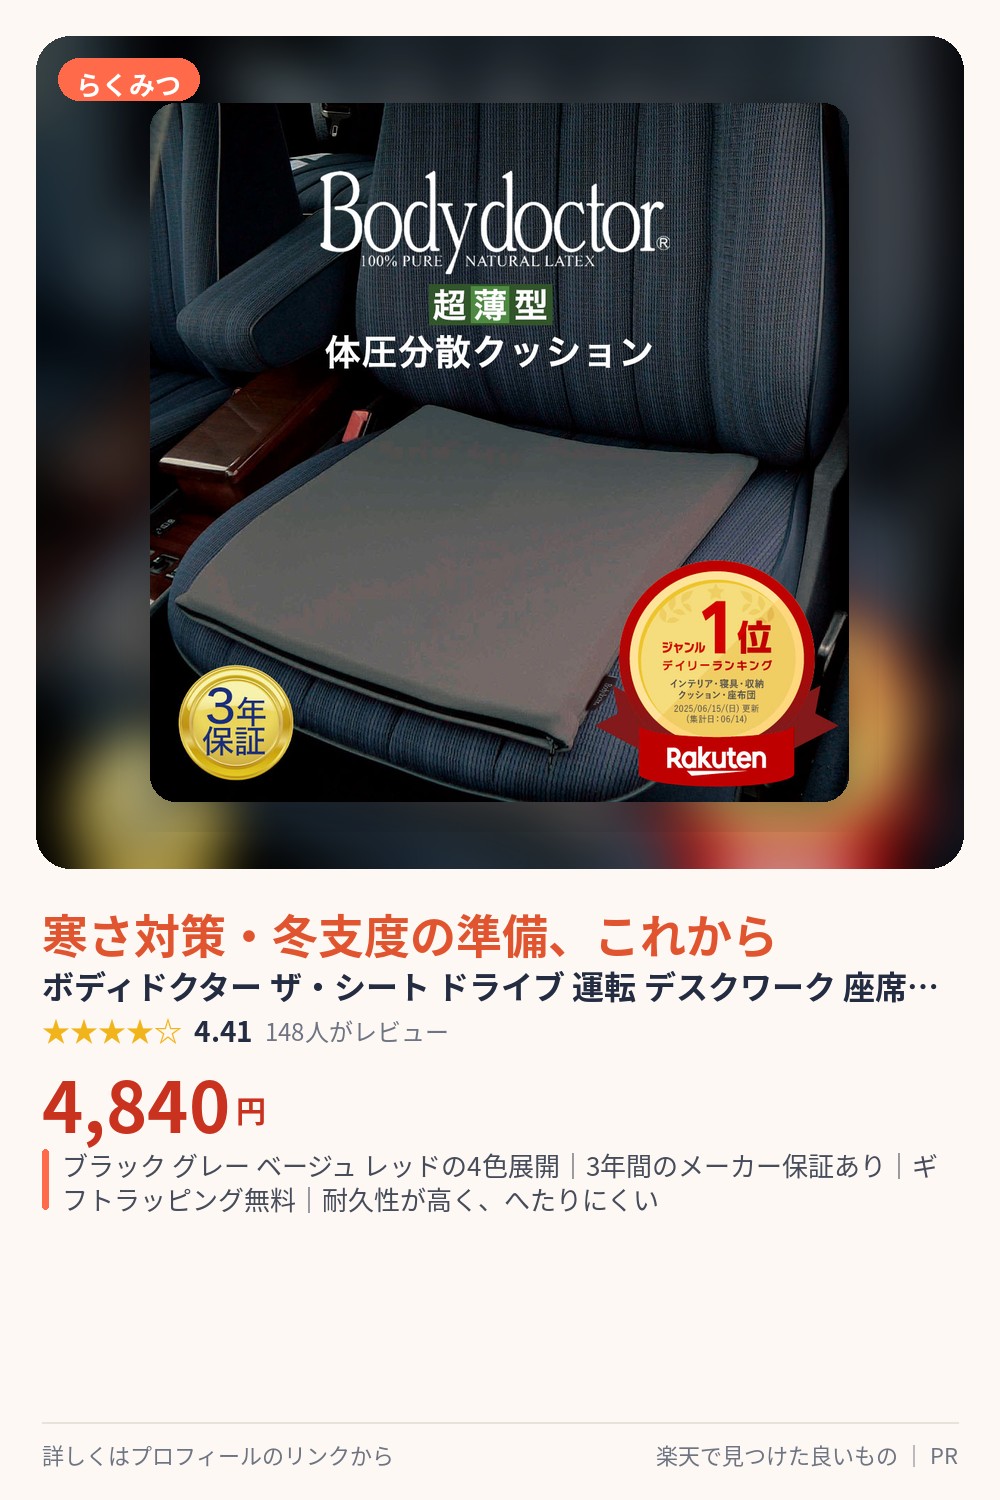 らくみつ
Body doctor®
100% PURE NATURAL LATEX
超薄型
体圧分散クッション
3年
保証
ジャンル1位
デイリーランキング
インテリア・寝具・収納
クッション・座布団
2025/06/15/(日) 更新
(集計日:06/14)
Rakuten
寒さ対策・冬支度の準備、これから
ボディドクター ザ・シート ドライブ 運転 デスクワーク 座席…
★★★★☆ 4.41 148人がレビュー
4,840円
ブラック グレー ベージュ レッドの4色展開｜3年間のメーカー保証あり｜ギ
フトラッピング無料｜耐久性が高く、へたりにくい
詳しくはプロフィールのリンクから
楽天で見つけた良いもの ｜ PR